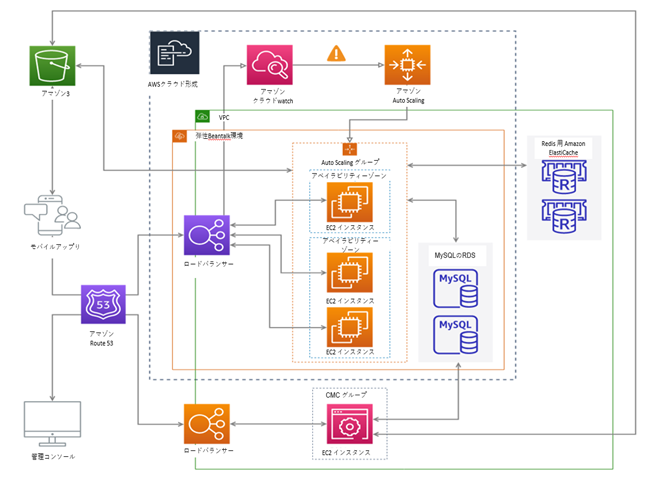 アマゾン3
AWSクラウド形成
アマゾン
クラウドwatch
アマゾン
Auto Scaling
VPC
弾性Beantalk環境
Auto Scaling グループ
アベイラビリティーゾーン
EC2 インスタンス
アベイラビリティーゾ
ーン
EC2 インスタンス
EC2 インスタンス
Redis 用 Amazon
ElastiCache
R
R
モバイルアップリ
ロードバランサー
MySQLのRDS
MySQL
MySQL
53
アマゾン
Route 53
CMC グループ
EC2 インスタンス
ロードバランサー
管理コンソール